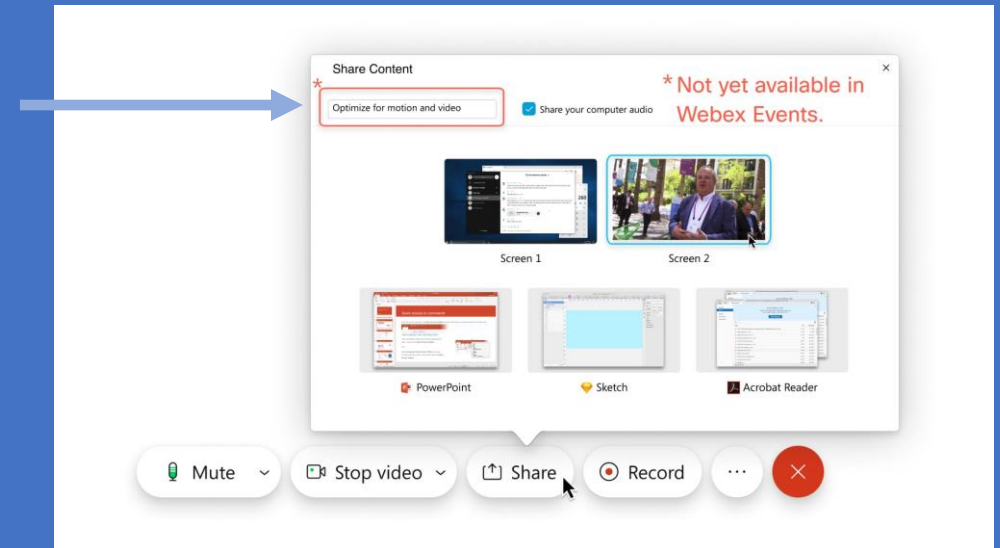 Share Content
×
*
* Not yet available in
Webex Events.
Optimize for motion and video
Share your computer audio
Screen 1
Screen 2
PowerPoint
Sketch
Acrobat Reader
Mute
Stop video
Share
Record
...